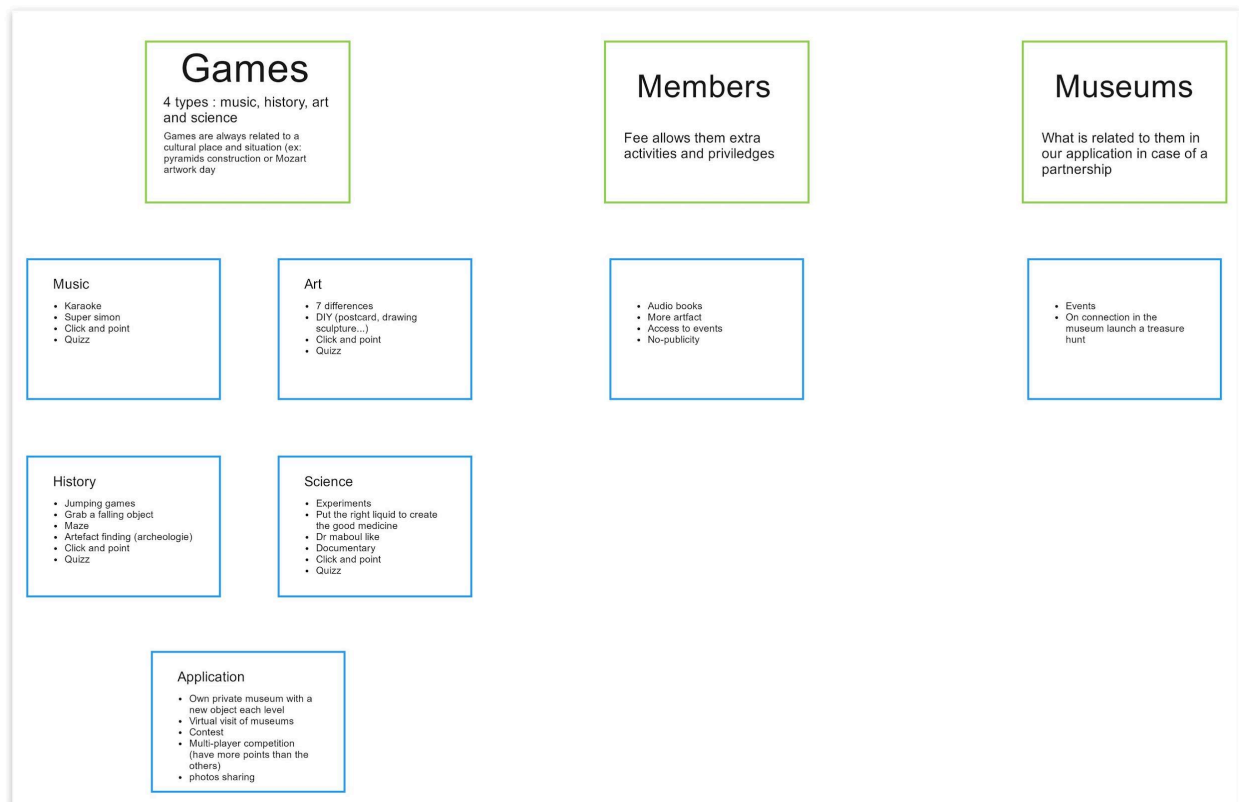 Games
4 types : music, history, art
and science
Games are always related to a
cultural place and situation (ex:
pyramids construction or Mozart
artwork day
Members
Fee allows them extra
activities and priviledges
Museums
What is related to them in
our application in case of a
partnership
Music
• Karaoke
• Super simon
• Click and point
• Quizz
Art
• 7 differences
• DIY (postcard, drawing
sculpture...)
• Click and point
• Quizz
• Audio books
• More artfact
• Access to events
• No-publicity
• Events
• On connection in the
museum launch a treasure
hunt
History
• Jumping games
• Grab a falling object
• Maze
• Artefact finding (archeologie)
• Click and point
• Quizz
Science
• Experiments
• Put the right liquid to create
the good medicine
• Dr maboul like
• Documentary
• Click and point
• Quizz
Application
• Own private museum with a
new object each level
• Virtual visit of museums
• Contest
• Multi-player competition
(have more points than the
others)
• photos sharing